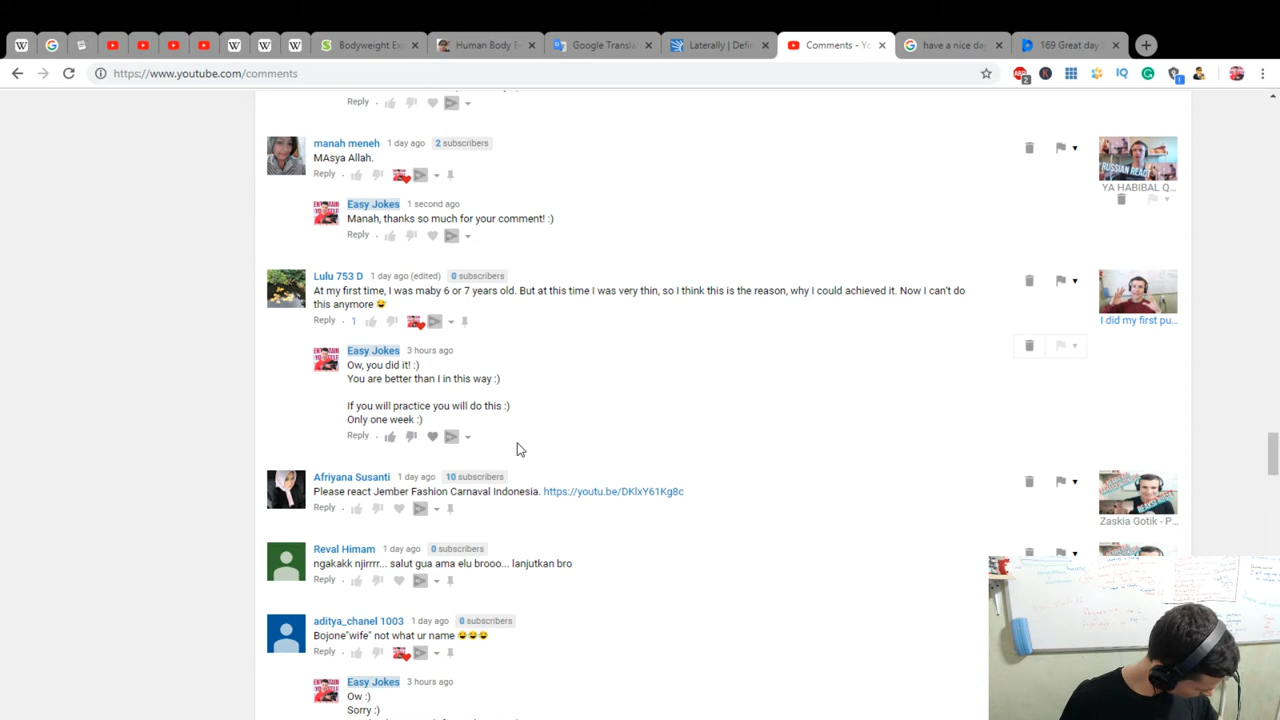 Bodyweight Ex
Human Body E
Google Transla
Laterally | Defin
Comments - Yo
have a nice day
169 Great day
https://www.youtube.com/comments
Reply
manah meneh 1 day ago 2 subscribers
MAsya Allah.
Reply
RUSSIAN REACT
YA HABIBAL Q...
Easy Jokes 1 second ago
Manah, thanks so much for your comment! :)
Reply
Lulu 753 D 1 day ago (edited) 0 subscribers
At my first time, I was maby 6 or 7 years old. But at this time I was very thin, so I think this is the reason, why I could achieved it. Now I can't do
this anymore 😅
Reply 1
I did my first pu...
Easy Jokes 3 hours ago
Ow, you did it! :)
You are better than I in this way :)
If you will practice you will do this :)
Only one week :)
Reply
Afriyana Susanti 1 day ago 10 subscribers
Please react Jember Fashion Carnaval Indonesia. https://youtu.be/DKlxY61Kg8c
Reply
Zaskia Gotik - P...
Reval Himam 1 day ago 0 subscribers
ngakakk njirrrr... salut gua ama elu brooo... lanjutkan bro
Reply
aditya_chanel 1003 1 day ago 0 subscribers
Bojone"wife" not what ur name 😄😄😄
Reply
Easy Jokes 3 hours ago
Ow :)
Sorry :)